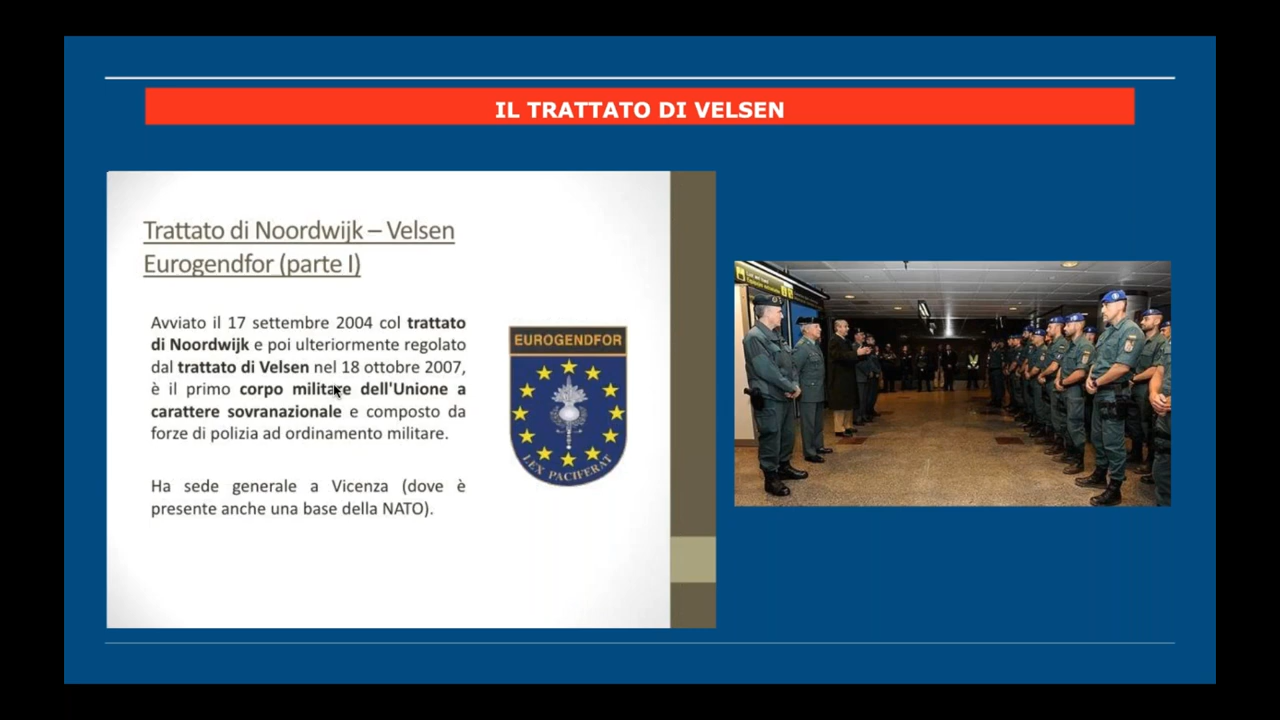 IL TRATTATO DI VELSEN
Trattato di Noordwijk – Velsen
Eurogendfor (parte I)
Avviato il 17 settembre 2004 col trattato
di Noordwijk e poi ulteriormente regolato
dal trattato di Velsen nel 18 ottobre 2007,
è il primo corpo militare dell'Unione a
carattere sovranazionale e composto da
forze di polizia ad ordinamento militare.
Ha sede generale a Vicenza (dove è
presente anche una base della NATO).
EUROGENDFOR
LEX PACIFERAT